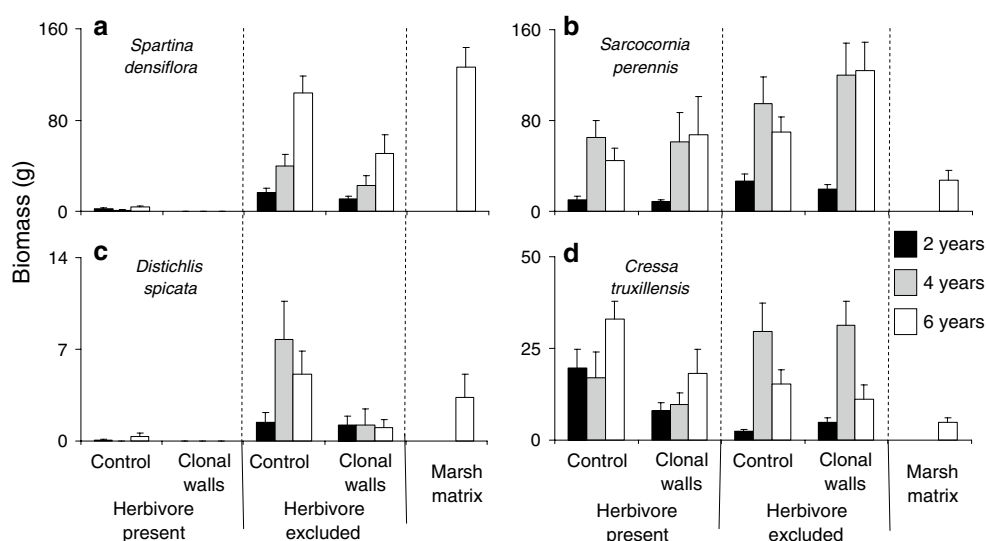 a
Spartina
densiflora
160
80
0
b
Sarcocornia
perennis
160
80
0
Biomass (g)
c
Distichlis
spicata
14
7
0
d
Cressa
truxillensis
50
25
0
2 years
4 years
6 years
Control
Clonal
walls
Control
Clonal
walls
Marsh
matrix
Herbivore
present
Herbivore
excluded
Control
Clonal
walls
Control
Clonal
walls
Marsh
matrix
Herbivore
present
Herbivore
excluded